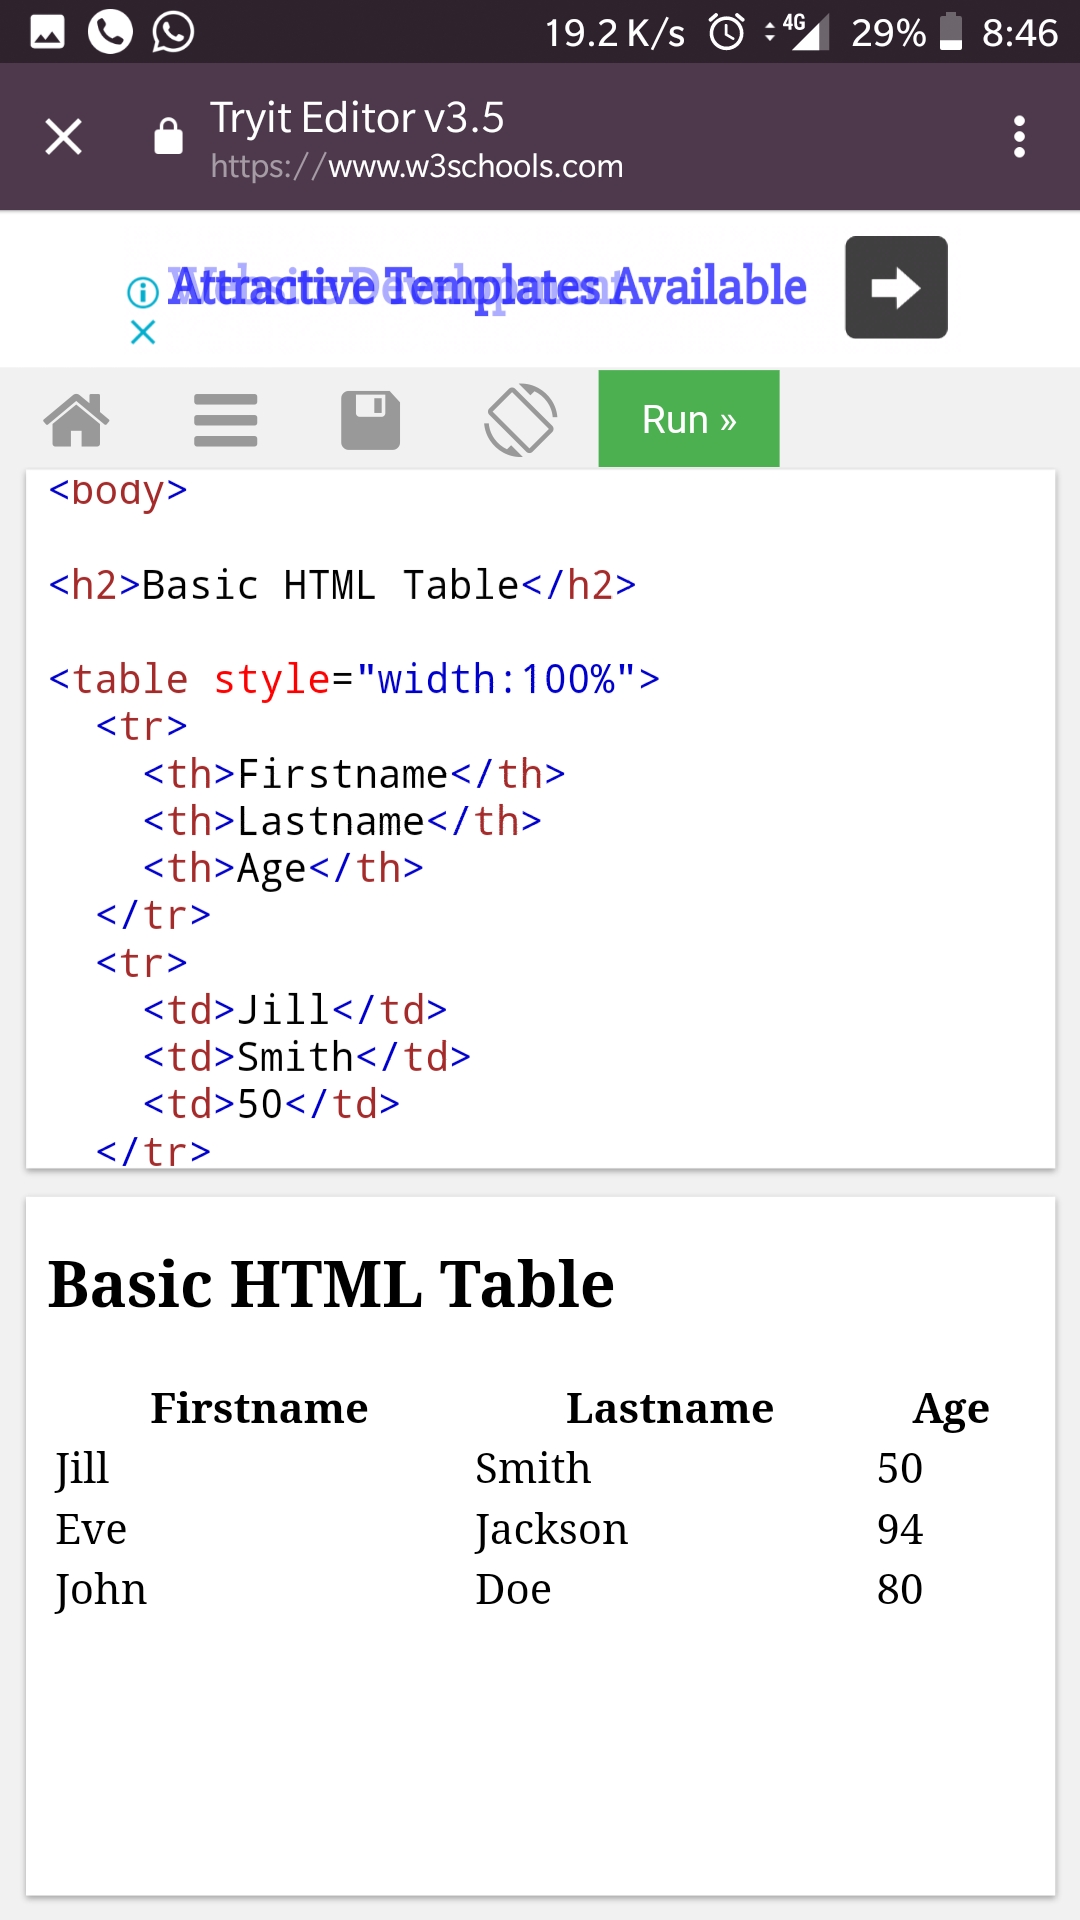 19.2 K/s 4G 29% 8:46
Tryit Editor v3.5
https://www.w3schools.com
Attractive Templates Available
Run »
<body>
<h2>Basic HTML Table</h2>
<table style="width:100%">
<tr>
<th>Firstname</th>
<th>Lastname</th>
<th>Age</th>
</tr>
<tr>
<td>Jill</td>
<td>Smith</td>
<td>50</td>
</tr>
Basic HTML Table
Firstname Lastname Age
Jill Smith 50
Eve Jackson 94
John Doe 80